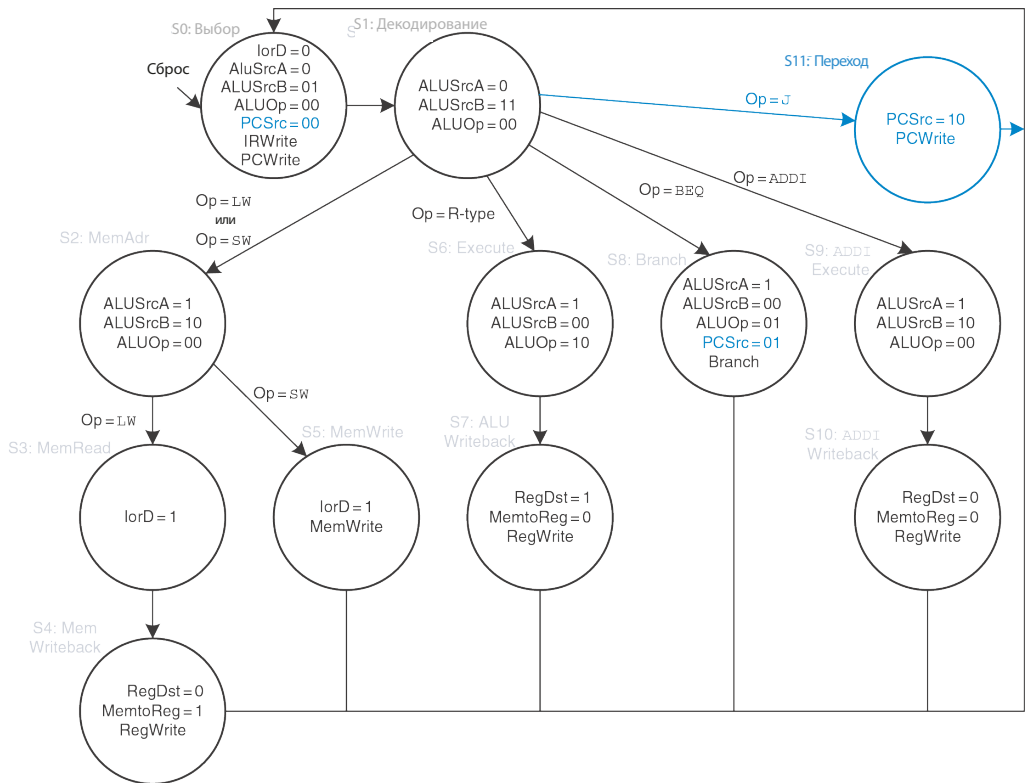 S0: Выбор
S1: Декодирование
S
Сброс
IorD = 0
AluSrcA = 0
ALUSrcB = 01
ALUOp = 00
PCSrc = 00
IRWrite
PCWrite
ALUSrcA = 0
ALUSrcB = 11
ALUOp = 00
S11: Переход
Op = J
PCSrc = 10
PCWrite
Op = LW
или
Op = SW
Op = R-type
Op = BEQ
Op = ADDI
S2: MemAdr
ALUSrcA = 1
ALUSrcB = 10
ALUOp = 00
S6: Execute
ALUSrcA = 1
ALUSrcB = 00
ALUOp = 10
S8: Branch
ALUSrcA = 1
ALUSrcB = 00
ALUOp = 01
PCSrc = 01
Branch
S9: ADDI
Execute
ALUSrcA = 1
ALUSrcB = 10
ALUOp = 00
Op = LW
Op = SW
S3: MemRead
IorD = 1
S5: MemWrite
IorD = 1
MemWrite
S7: ALU
Writeback
RegDst = 1
MemtoReg = 0
RegWrite
S10: ADDI
Writeback
RegDst = 0
MemtoReg = 0
RegWrite
S4: Mem
Writeback
RegDst = 0
MemtoReg = 1
RegWrite